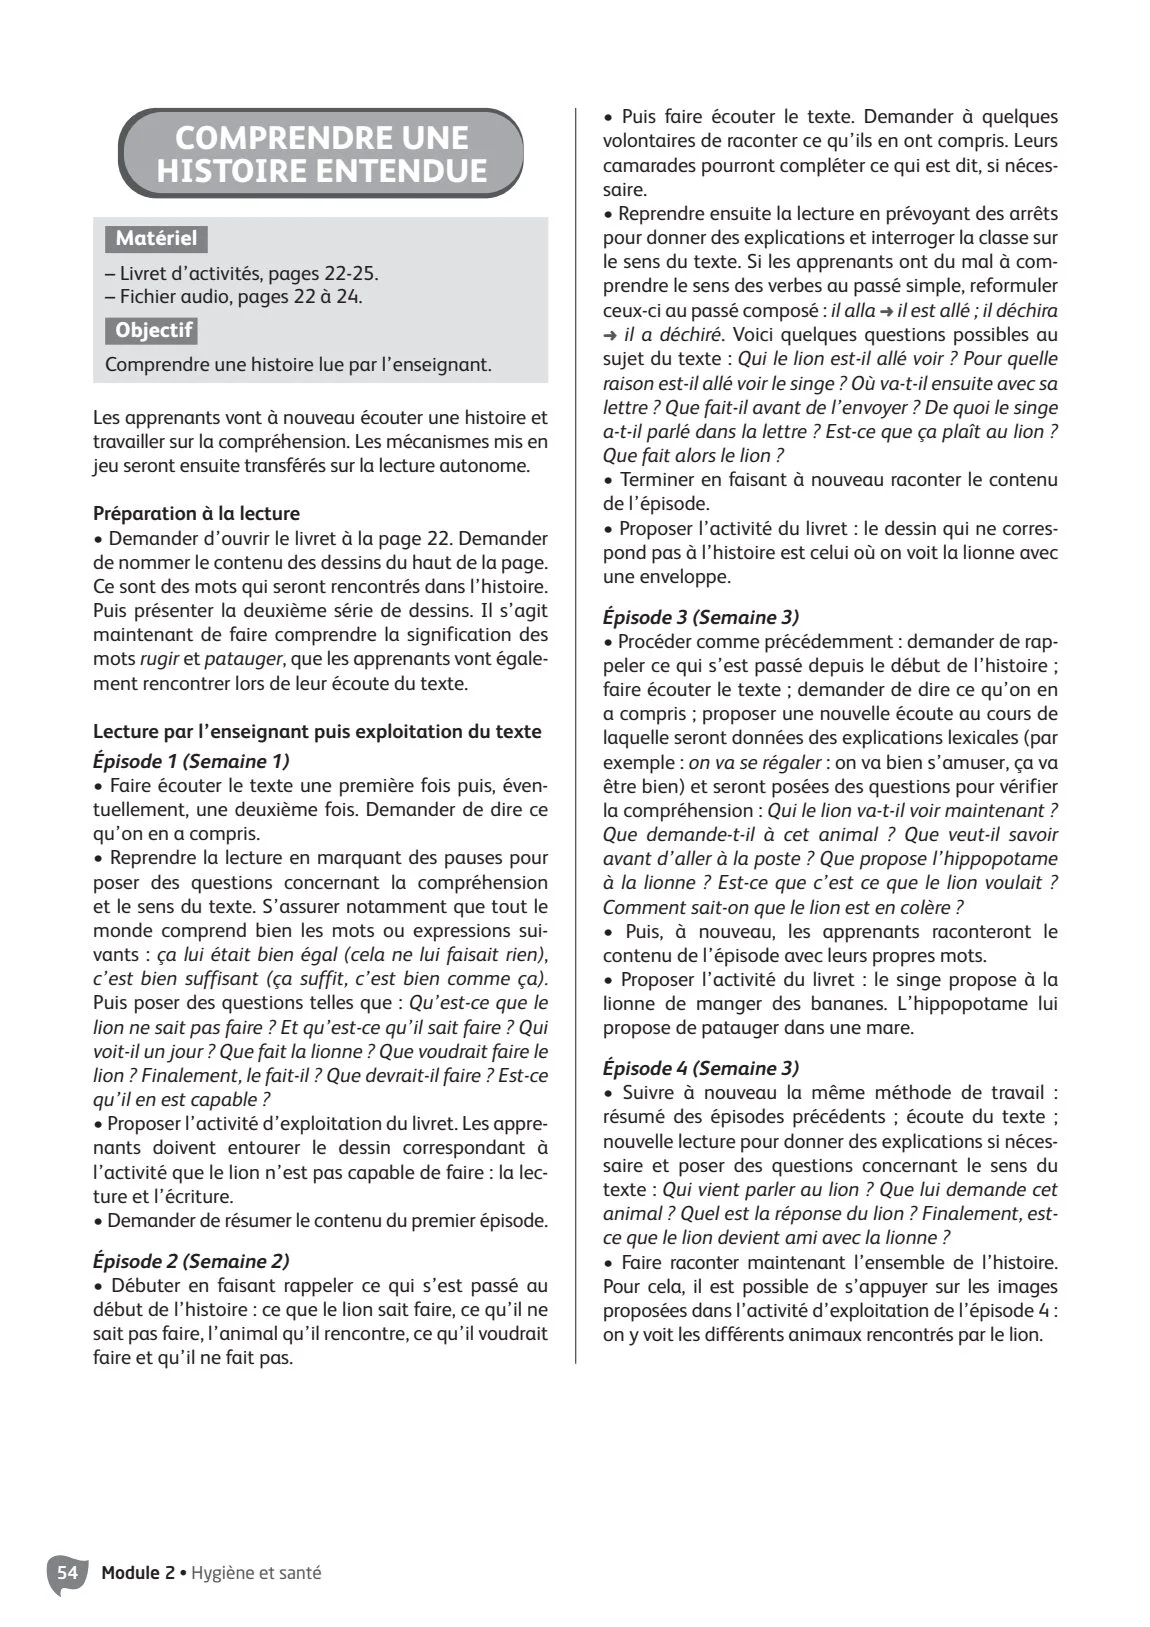 COMPRENDRE UNE
HISTOIRE ENTENDUE
Matériel
– Livret d’activités, pages 22-25.
– Fichier audio, pages 22 à 24.
Objectif
Comprendre une histoire lue par l’enseignant.
Les apprenants vont à nouveau écouter une histoire et
travailler sur la compréhension. Les mécanismes mis en
jeu seront ensuite transférés sur la lecture autonome.
Préparation à la lecture
• Demander d’ouvrir le livret à la page 22. Demander
de nommer le contenu des dessins du haut de la page.
Ce sont des mots qui seront rencontrés dans l’histoire.
Puis présenter la deuxième série de dessins. Il s’agit
maintenant de faire comprendre la signification des
mots rugir et patauger, que les apprenants vont égale-
ment rencontrer lors de leur écoute du texte.
Lecture par l’enseignant puis exploitation du texte
Épisode 1 (Semaine 1)
• Faire écouter le texte une première fois puis, éven-
tuellement, une deuxième fois. Demander de dire ce
qu’on en a compris.
• Reprendre la lecture en marquant des pauses pour
poser des questions concernant la compréhension
et le sens du texte. S’assurer notamment que tout le
monde comprend bien les mots ou expressions sui-
vants : ça lui était bien égal (cela ne lui faisait rien),
c’est bien suffisant (ça suffit, c’est bien comme ça).
Puis poser des questions telles que : Qu’est-ce que le
lion ne sait pas faire ? Et qu’est-ce qu’il sait faire ? Qui
voit-il un jour ? Que fait la lionne ? Que voudrait faire le
lion ? Finalement, le fait-il ? Que devrait-il faire ? Est-ce
qu’il en est capable ?
• Proposer l’activité d’exploitation du livret. Les appre-
nants doivent entourer le dessin correspondant à
l’activité que le lion n’est pas capable de faire : la lec-
ture et l’écriture.
• Demander de résumer le contenu du premier épisode.
Épisode 2 (Semaine 2)
• Débuter en faisant rappeler ce qui s’est passé au
début de l’histoire : ce que le lion sait faire, ce qu’il ne
sait pas faire, l’animal qu’il rencontre, ce qu’il voudrait
faire et qu’il ne fait pas.
• Puis faire écouter le texte. Demander à quelques
volontaires de raconter ce qu’ils en ont compris. Leurs
camarades pourront compléter ce qui est dit, si néces-
saire.
• Reprendre ensuite la lecture en prévoyant des arrêts
pour donner des explications et interroger la classe sur
le sens du texte. Si les apprenants ont du mal à com-
prendre le sens des verbes au passé simple, reformuler
ceux-ci au passé composé : il alla ➜ il est allé ; il déchira
➜ il a déchiré. Voici quelques questions possibles au
sujet du texte : Qui le lion est-il allé voir ? Pour quelle
raison est-il allé voir le singe ? Où va-t-il ensuite avec sa
lettre ? Que fait-il avant de l’envoyer ? De quoi le singe
a-t-il parlé dans la lettre ? Est-ce que ça plaît au lion ?
Que fait alors le lion ?
• Terminer en faisant à nouveau raconter le contenu
de l’épisode.
• Proposer l’activité du livret : le dessin qui ne corres-
pond pas à l’histoire est celui où on voit la lionne avec
une enveloppe.
Épisode 3 (Semaine 3)
• Procéder comme précédemment : demander de rap-
peler ce qui s’est passé depuis le début de l’histoire ;
faire écouter le texte ; demander de dire ce qu’on en
a compris ; proposer une nouvelle écoute au cours de
laquelle seront données des explications lexicales (par
exemple : on va se régaler : on va bien s’amuser, ça va
être bien) et seront posées des questions pour vérifier
la compréhension : Qui le lion va-t-il voir maintenant ?
Que demande-t-il à cet animal ? Que veut-il savoir
avant d’aller à la poste ? Que propose l’hippopotame
à la lionne ? Est-ce que c’est ce que le lion voulait ?
Comment sait-on que le lion est en colère ?
• Puis, à nouveau, les apprenants raconteront le
contenu de l’épisode avec leurs propres mots.
• Proposer l’activité du livret : le singe propose à la
lionne de manger des bananes. L’hippopotame lui
propose de patauger dans une mare.
Épisode 4 (Semaine 3)
• Suivre à nouveau la même méthode de travail :
résumé des épisodes précédents ; écoute du texte ;
nouvelle lecture pour donner des explications si néces-
saire et poser des questions concernant le sens du
texte : Qui vient parler au lion ? Que lui demande cet
animal ? Quel est la réponse du lion ? Finalement, est-
ce que le lion devient ami avec la lionne ?
• Faire raconter maintenant l’ensemble de l’histoire.
Pour cela, il est possible de s’appuyer sur les images
proposées dans l’activité d’exploitation de l’épisode 4 :
on y voit les différents animaux rencontrés par le lion.
54 Module 2 • Hygiène et santé